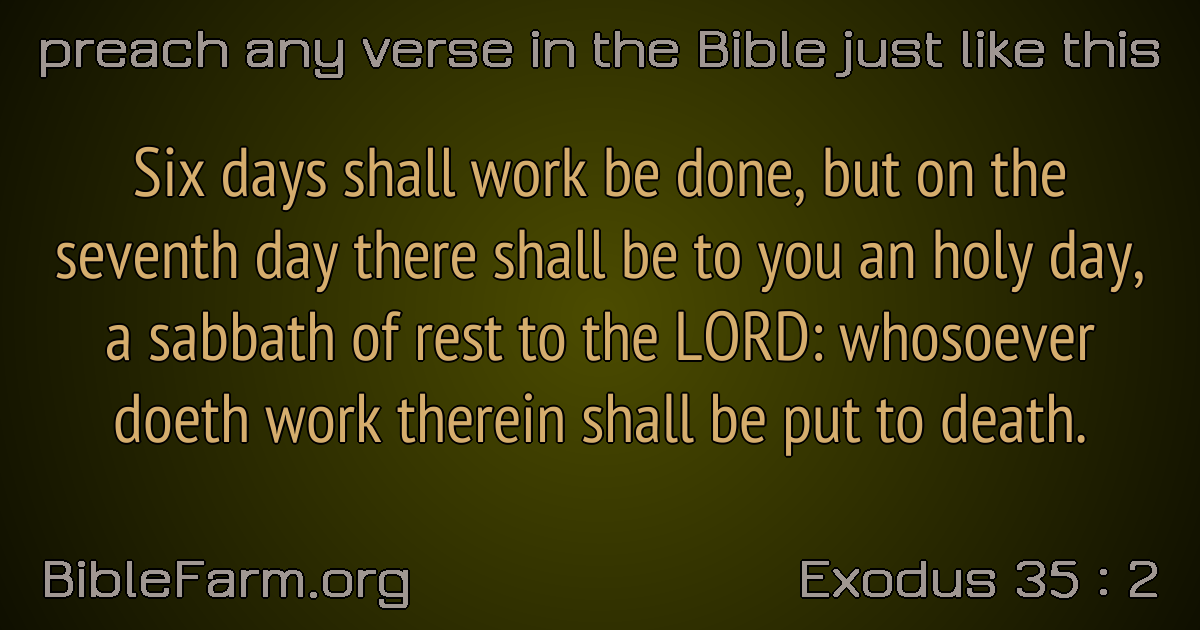 preach any verse in the Bible just like this
Six days shall work be done, but on the
seventh day there shall be to you an holy day,
a sabbath of rest to the LORD: whosoever
doeth work therein shall be put to death.
BibleFarm.org
Exodus 35 : 2